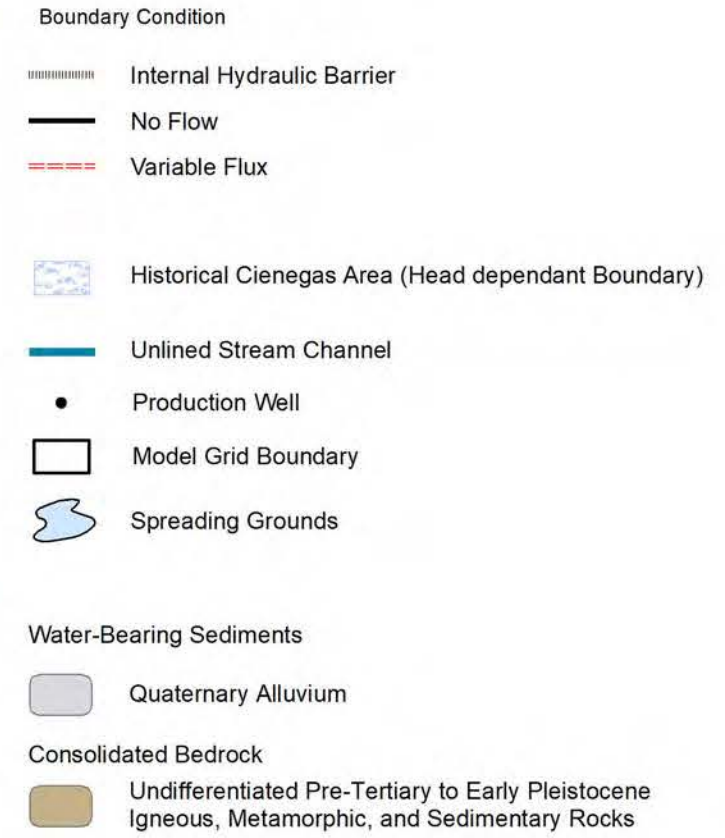 Boundary Condition
Internal Hydraulic Barrier
No Flow
Variable Flux
Historical Cienegas Area (Head dependant Boundary)
Unlined Stream Channel
Production Well
Model Grid Boundary
Spreading Grounds
Water-Bearing Sediments
Quaternary Alluvium
Consolidated Bedrock
Undifferentiated Pre-Tertiary to Early Pleistocene
Igneous, Metamorphic, and Sedimentary Rocks